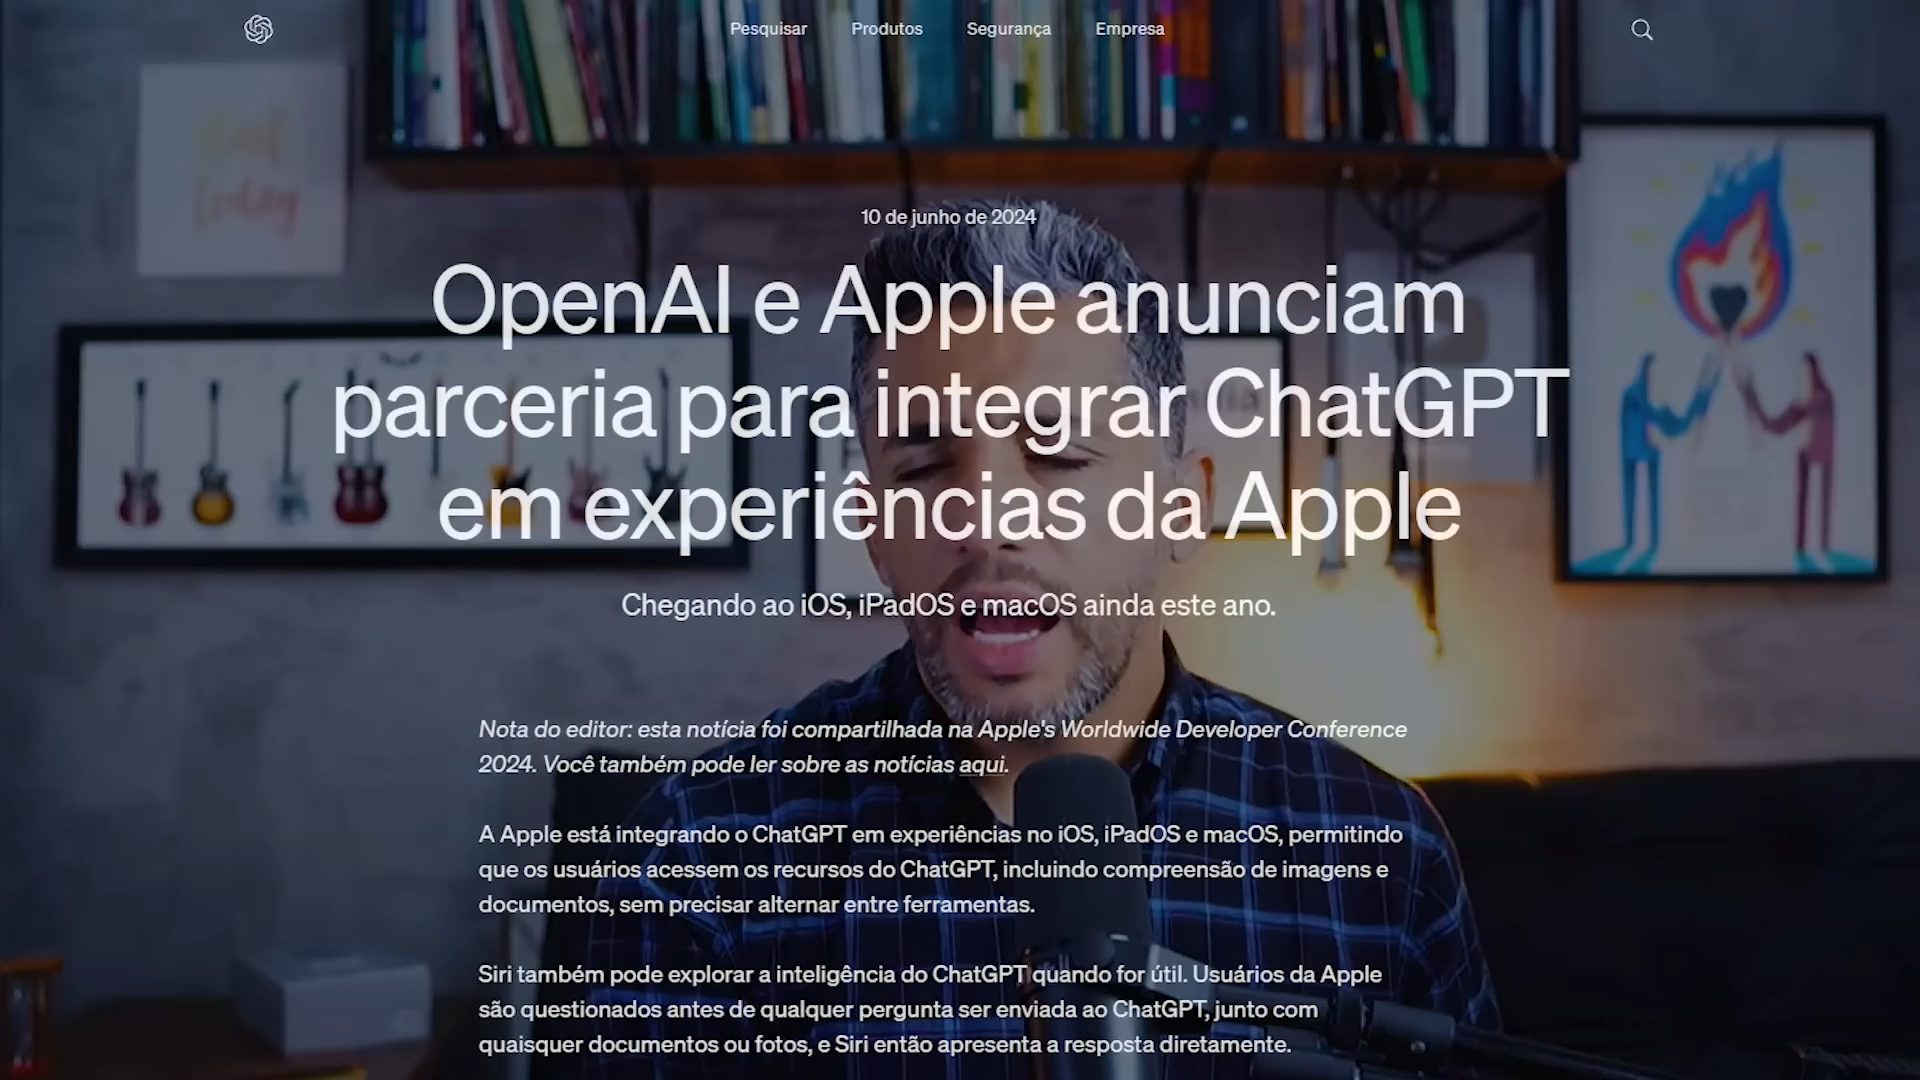 Pesquisar Produtos Segurança Empresa
10 de junho de 2024
OpenAI e Apple anunciam
parceria para integrar ChatGPT
em experiências da Apple
Chegando ao iOS, iPadOS e macOS ainda este ano.
Nota do editor: esta notícia foi compartilhada na Apple's Worldwide Developer Conference
2024. Você também pode ler sobre as notícias aqui.
A Apple está integrando o ChatGPT em experiências no iOS, iPadOS e macOS, permitindo
que os usuários acessem os recursos do ChatGPT, incluindo compreensão de imagens e
documentos, sem precisar alternar entre ferramentas.
Siri também pode explorar a inteligência do ChatGPT quando for útil. Usuários da Apple
são questionados antes de qualquer pergunta ser enviada ao ChatGPT, junto com
quaisquer documentos ou fotos, e Siri então apresenta a resposta diretamente.